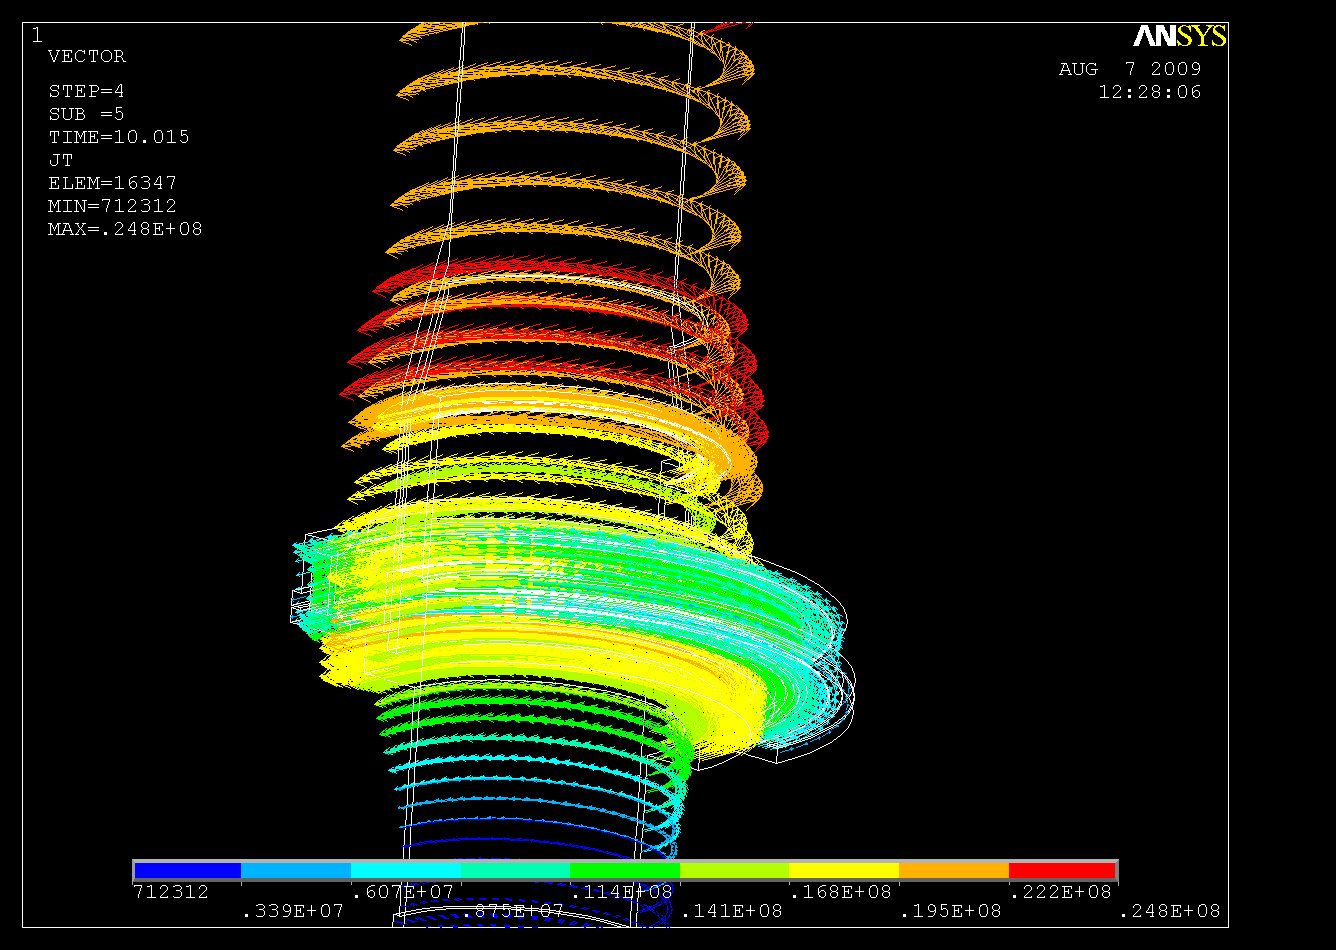 1
ANSYS
VECTOR
AUG 7 2009
12:28:06
STEP=4
SUB =5
TIME=10.015
JT
ELEM=16347
MIN=712312
MAX=.248E+08
712312
.339E+07
.607E+07
.875E+07
.114E+08
.141E+08
.168E+08
.195E+08
.222E+08
.248E+08